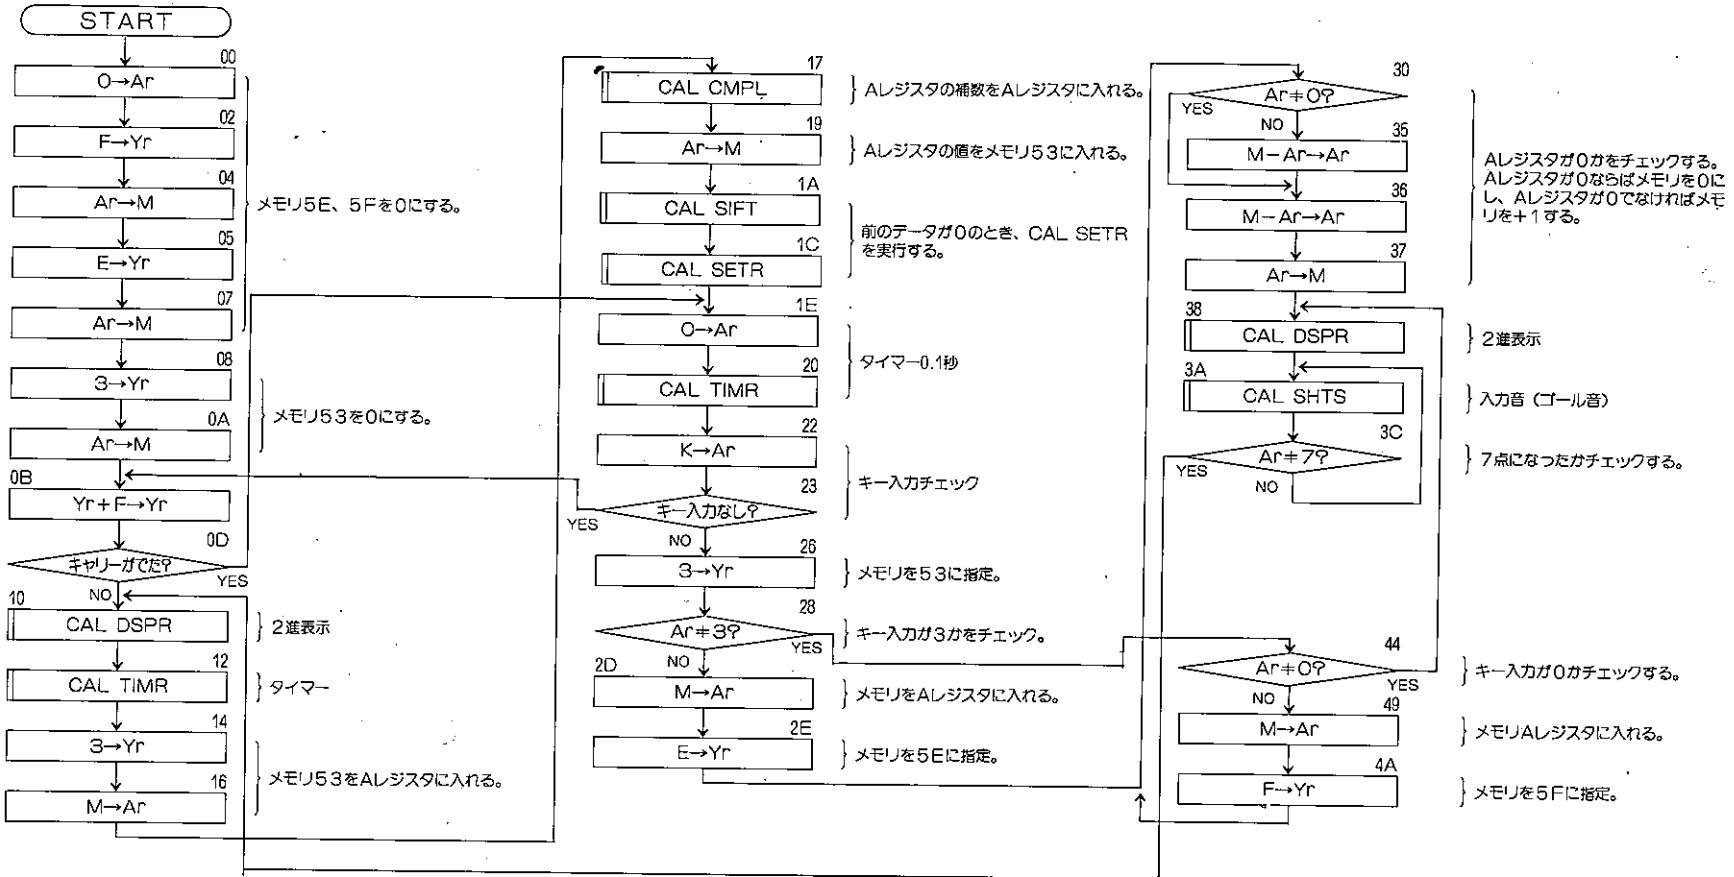 START
00
0→Ar
02
F→Yr
04
Ar→M
05
E→Yr
07
Ar→M
メモリ5E、5Fを0にする。
08
3→Yr
0A
Ar→M
メモリ53を0にする。
0B
Yr+F→Yr
0D
キャリーがでた?
YES
NO
10
CAL DSPR
2進表示
12
CAL TIMR
タイマー
14
3→Yr
16
M→Ar
メモリ53をAレジスタに入れる。
17
CAL CMPL
Aレジスタの補数をAレジスタに入れる。
19
Ar→M
Aレジスタの値をメモリ53に入れる。
1A
CAL SIFT
1C
CAL SETR
前のデータが0のとき、CAL SETR
を実行する。
1E
0→Ar
20
CAL TIMR
タイマー0.1秒
22
K→Ar
23
キー入力なし?
キー入力チェック
YES
NO
26
3→Yr
メモリを53に指定。
28
Ar≠3?
YES
NO
キー入力が3かをチェック。
2D
M→Ar
メモリをAレジスタに入れる。
2E
E→Yr
メモリを5Eに指定。
30
Ar≠0?
YES
NO
35
M−Ar→Ar
36
M−Ar→Ar
37
Ar→M
Aレジスタが0かをチェックする。
Aレジスタが0ならばメモリを0に
し、Aレジスタが0でなければメモ
リを+1する。
38
CAL DSPR
2進表示
3A
CAL SHTS
入力音(ゴール音)
3C
Ar≠7?
YES
NO
7点になったかチェックする。
44
Ar≠0?
YES
NO
キー入力が0かチェックする。
49
M→Ar
メモリAレジスタに入れる。
4A
F→Yr
メモリを5Fに指定。